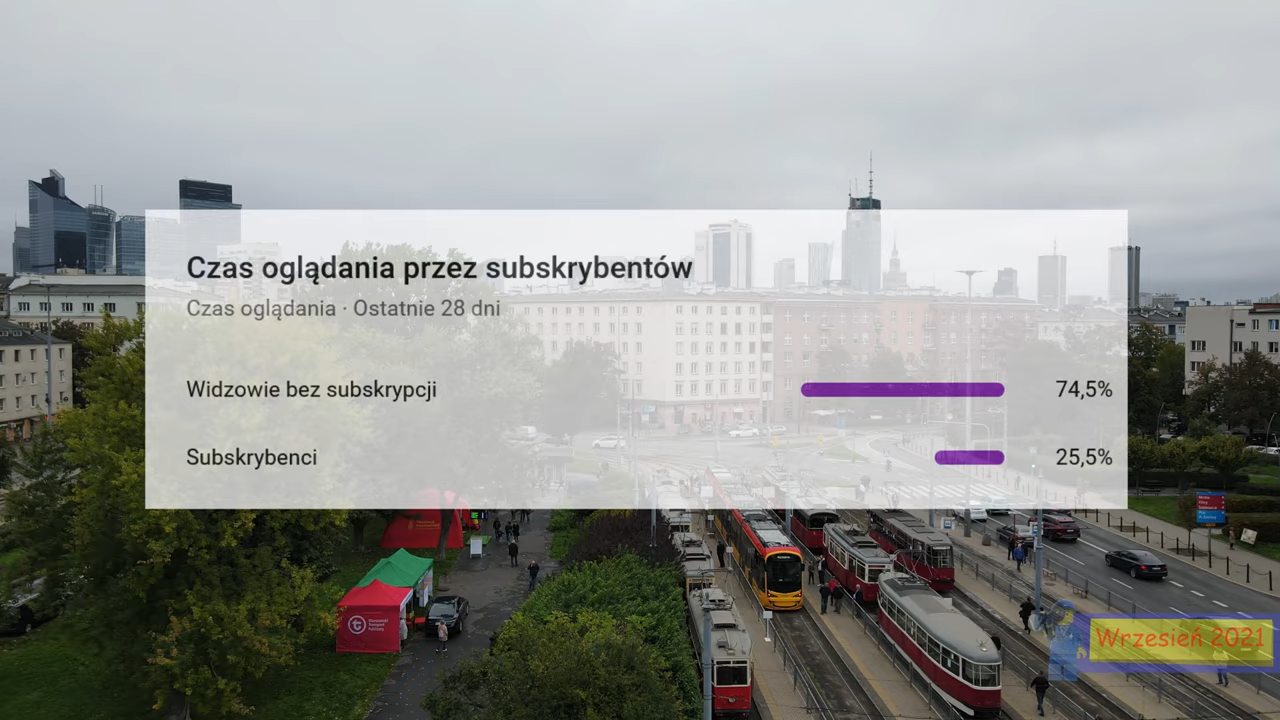 Czas oglądania przez subskrybentów
Czas oglądania · Ostatnie 28 dni
Widzowie bez subskrypcji 74,5%
Subskrybenci 25,5%
Wrzesień 2021